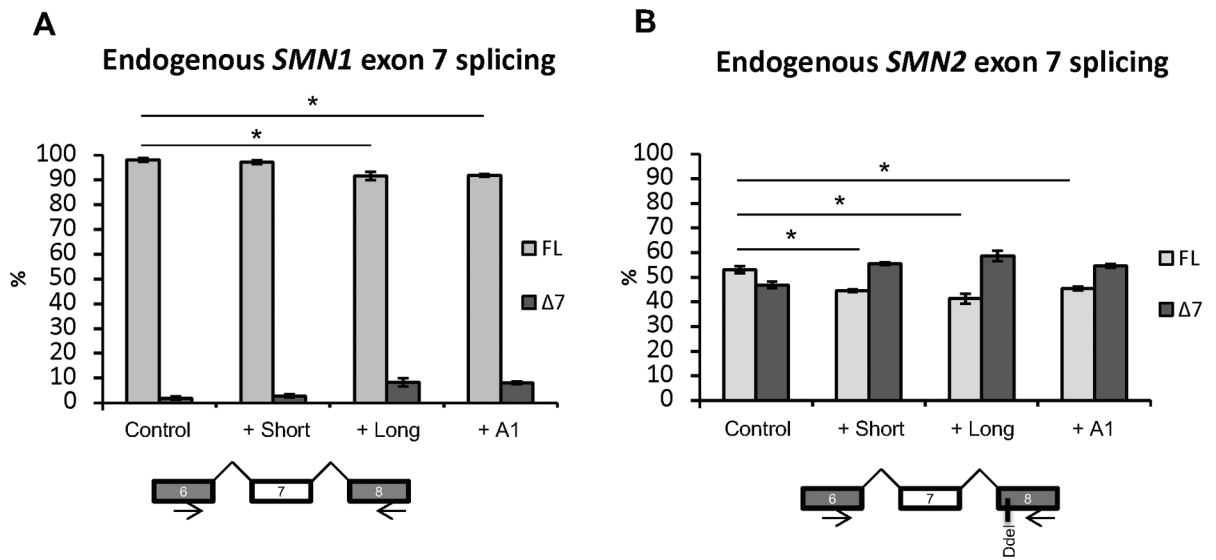 A
Endogenous SMN1 exon 7 splicing
*
*
100
90
80
70
60
50
40
30
20
10
0
%
FL
Δ7
Control + Short + Long + A1
6 7 8
B
Endogenous SMN2 exon 7 splicing
*
*
*
100
90
80
70
60
50
40
30
20
10
0
%
FL
Δ7
Control + Short + Long + A1
6 7 8
DdeI